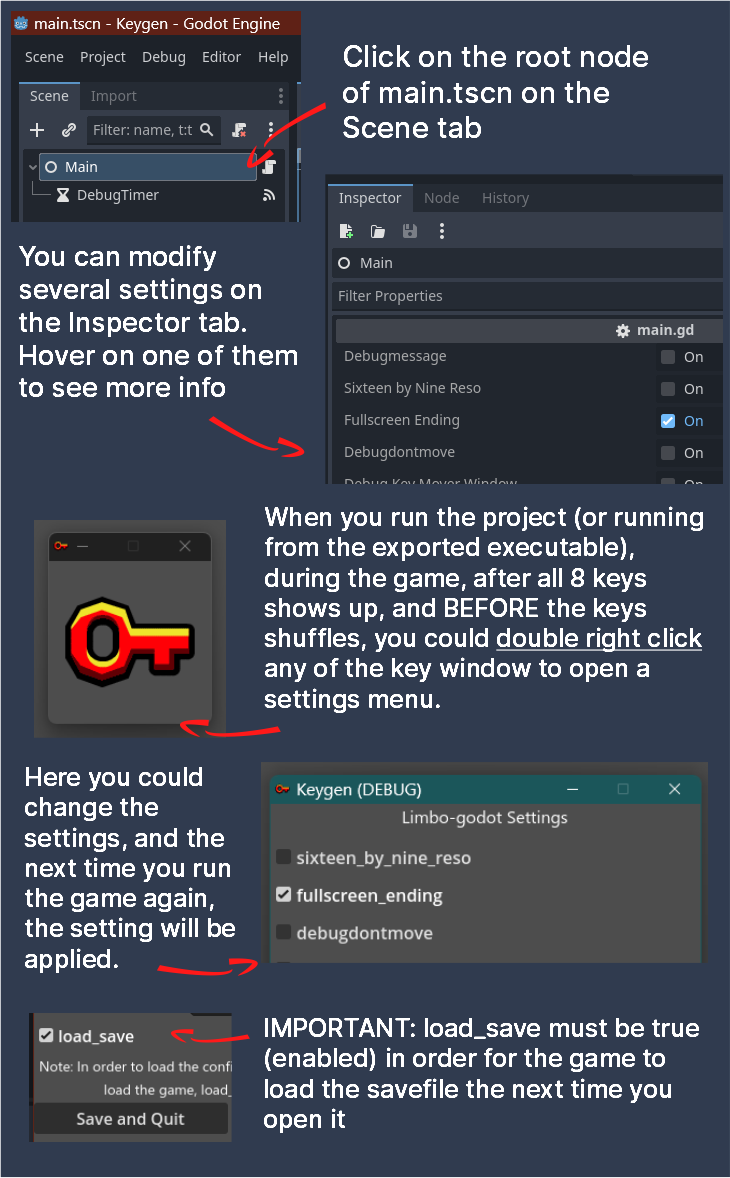 main.tscn - Keygen - Godot Engine
Scene Project Debug Editor Help
Scene Import
Filter: name, t:t
Main
DebugTimer
Click on the root node
of main.tscn on the
Scene tab
Inspector Node History
Main
Filter Properties
main.gd
Debugmessage On
Sixteen by Nine Reso On
Fullscreen Ending On
Debugdontmove On
Debug Key Mover Window On
You can modify
several settings on
the Inspector tab.
Hover on one of them
to see more info
When you run the project (or running
from the exported executable),
during the game, after all 8 keys
shows up, and BEFORE the keys
shuffles, you could double right click
any of the key window to open a
settings menu.
Here you could
change the
settings, and the
next time you run
the game again,
the setting will be
applied.
Keygen (DEBUG)
Limbo-godot Settings
sixteen_by_nine_reso
fullscreen_ending
debugdontmove
load_save
Note: In order to load the confi
load the game, load_
Save and Quit
IMPORTANT: load_save must be true
(enabled) in order for the game to
load the savefile the next time you
open it